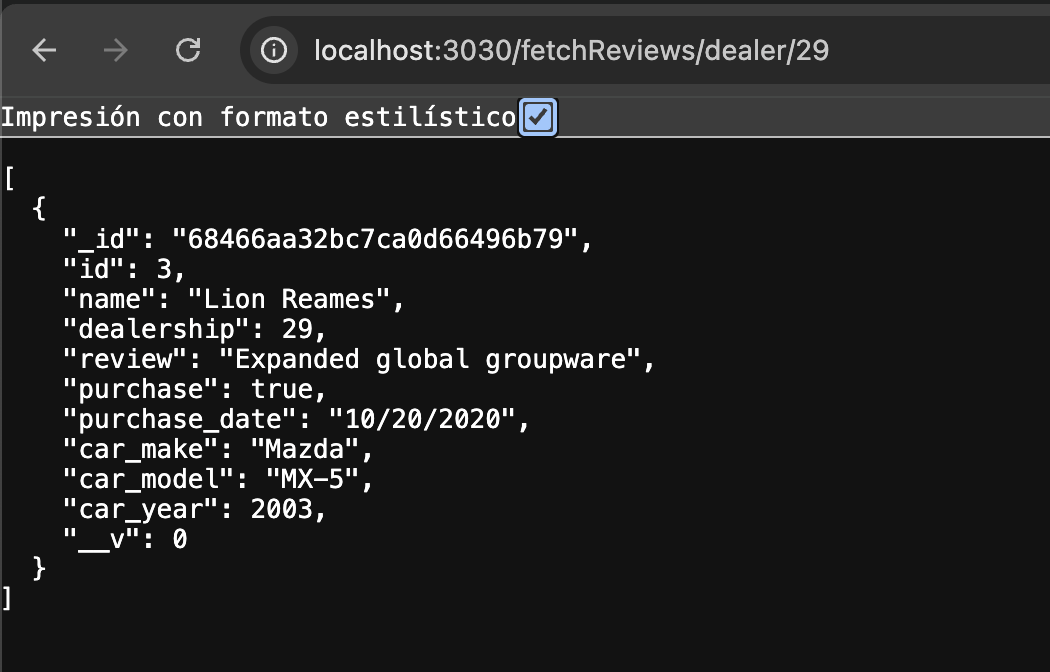 localhost:3030/fetchReviews/dealer/29
Impresión con formato estilístico
[
  {
    "_id": "68466aa32bc7ca0d66496b79",
    "id": 3,
    "name": "Lion Reames",
    "dealership": 29,
    "review": "Expanded global groupware",
    "purchase": true,
    "purchase_date": "10/20/2020",
    "car_make": "Mazda",
    "car_model": "MX-5",
    "car_year": 2003,
    "__v": 0
  }
]